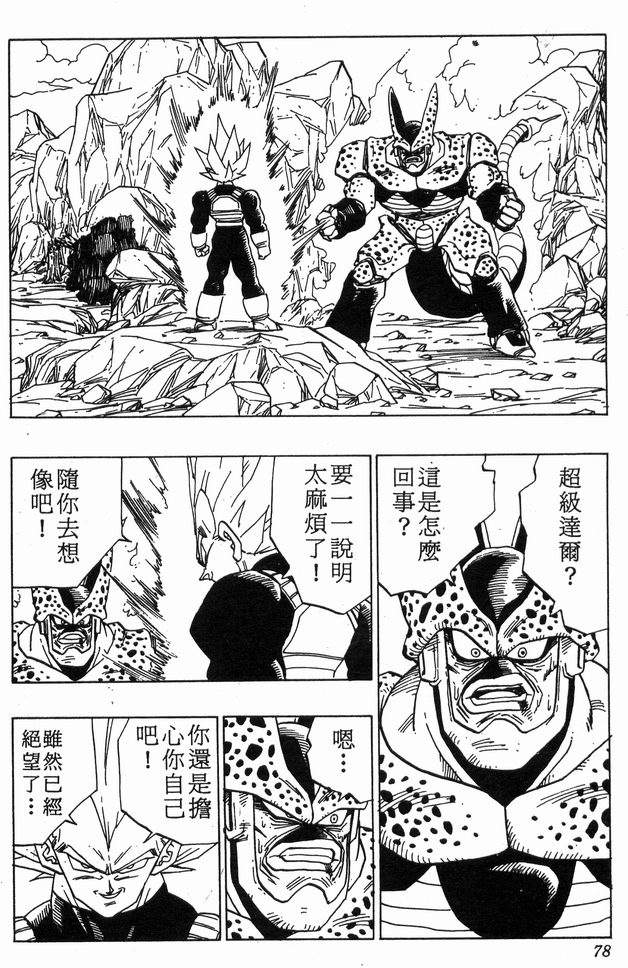 超級達爾？
這是怎麼
回事？
要一一說明
太麻煩了！
隨你去想
像吧！
嗯…
你還是擔
心你自己
吧！
雖然已經
絕望了…
78